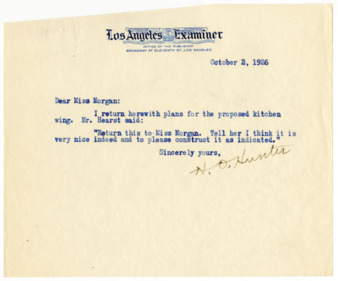 Los Angeles Examiner
OFFICE OF THE PUBLISHER
BROADWAY AT ELEVENTH ST., LOS ANGELES
October 2, 1926
Dear Miss Morgan:
I return herewith plans for the proposed kitchen
wing. Mr. Hearst said:
"Return this to Miss Morgan. Tell her I think it is
very nice indeed and to please construct it as indicated."
Sincerely yours,
H. O. Hunter